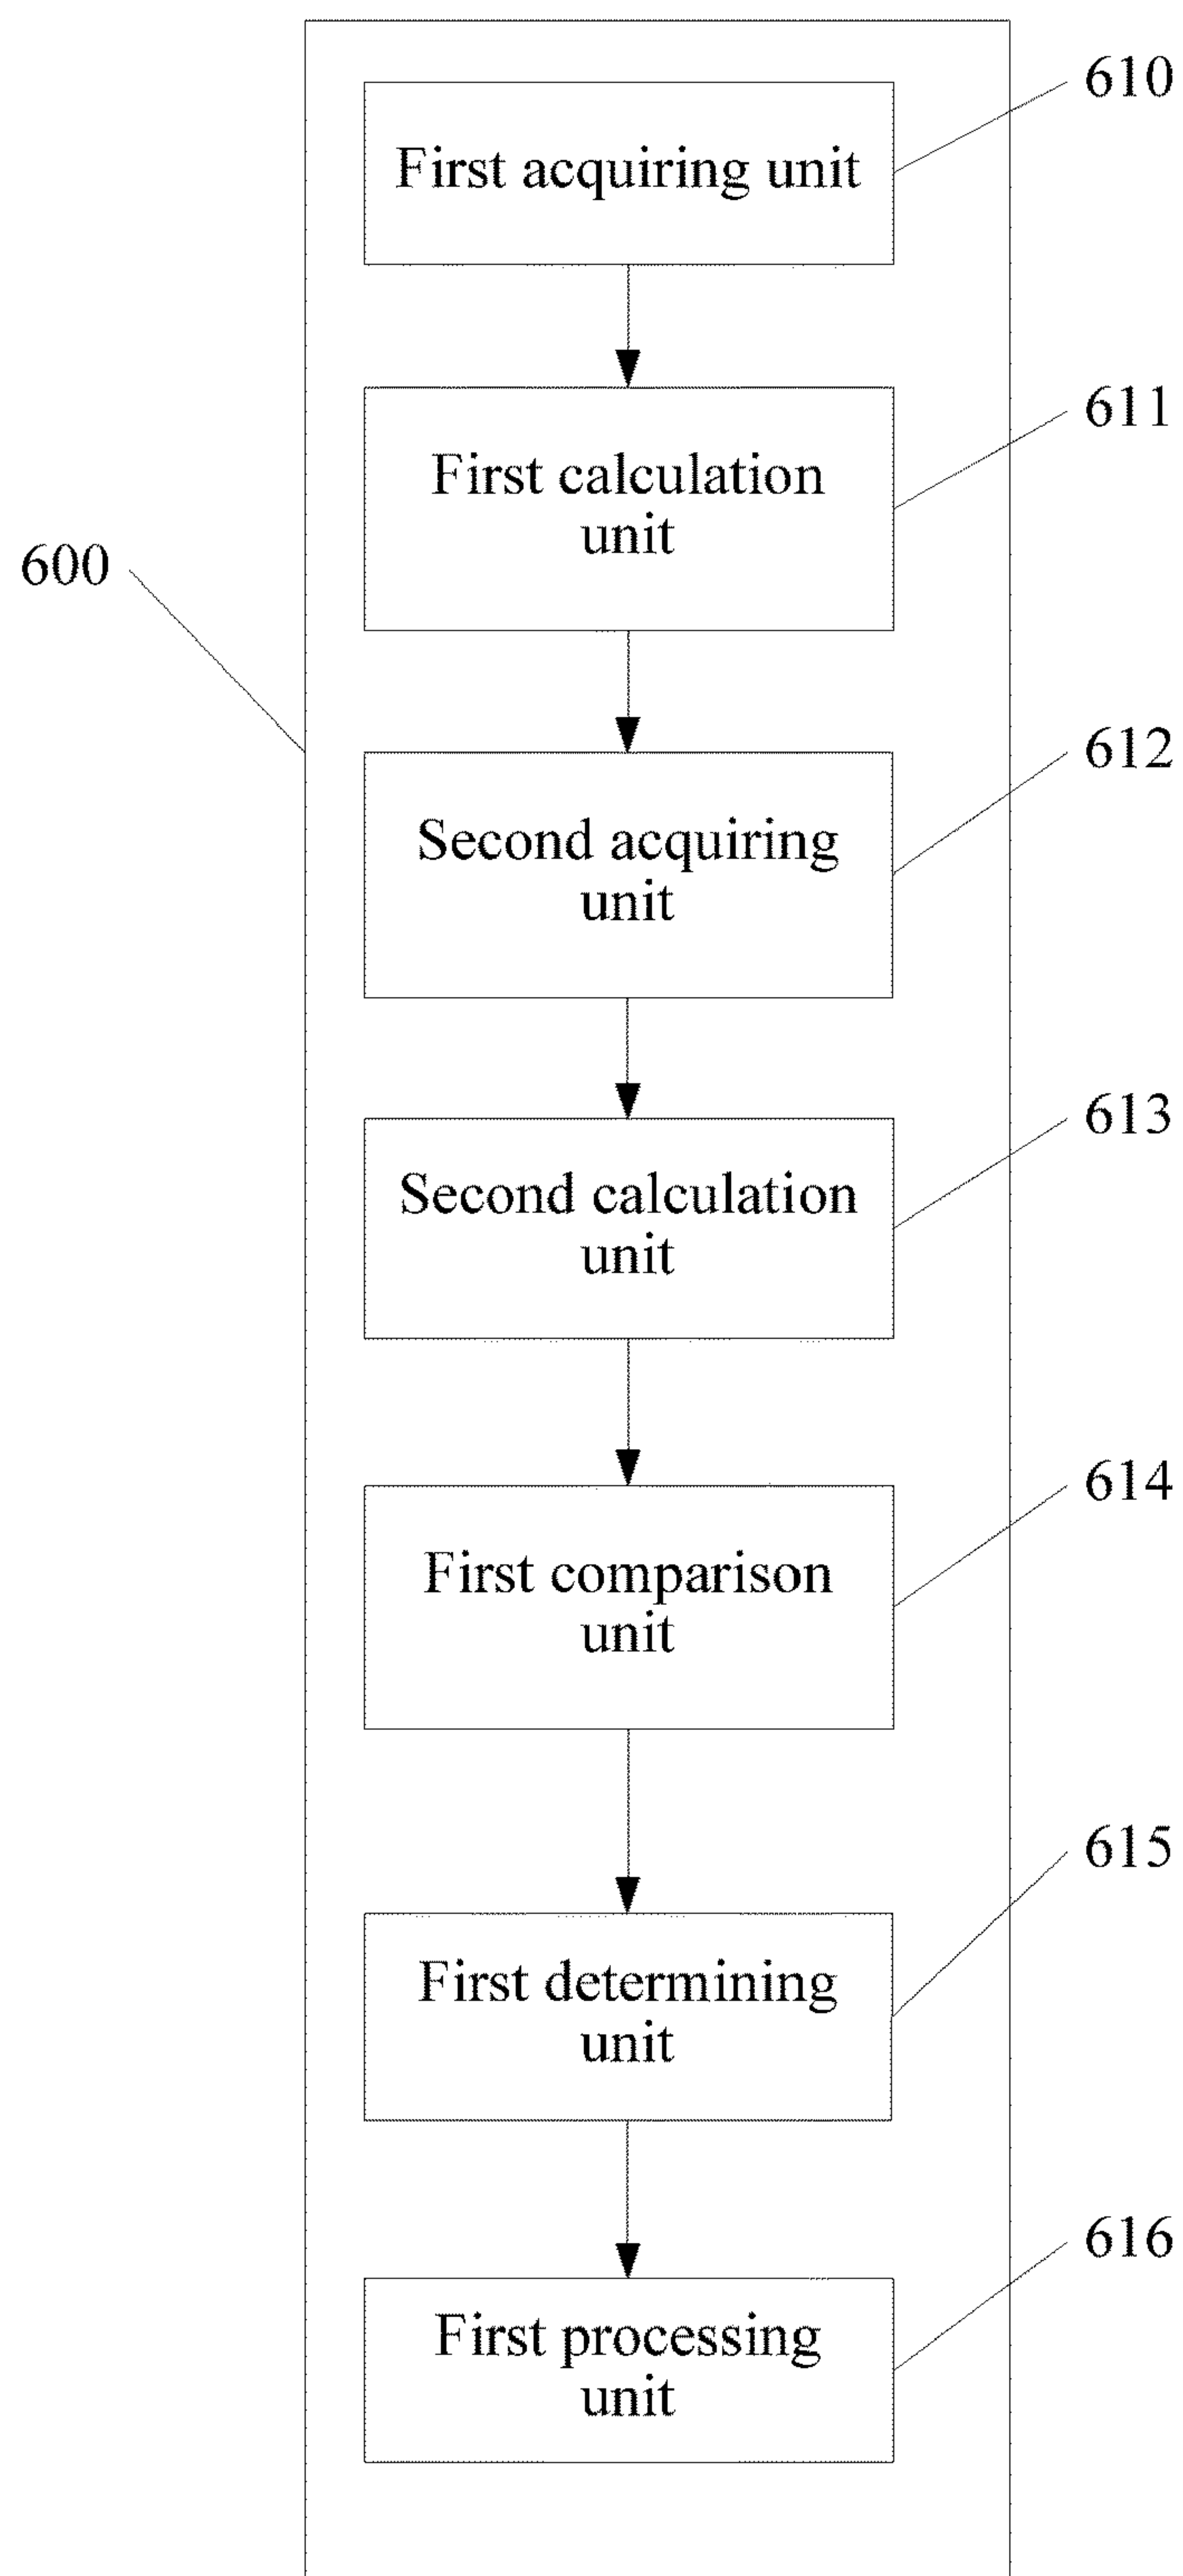 610
First acquiring unit
611
First calculation
unit
600
612
Second acquiring
unit
613
Second calculation
unit
614
First comparison
unit
615
First determining
unit
616
First processing
unit